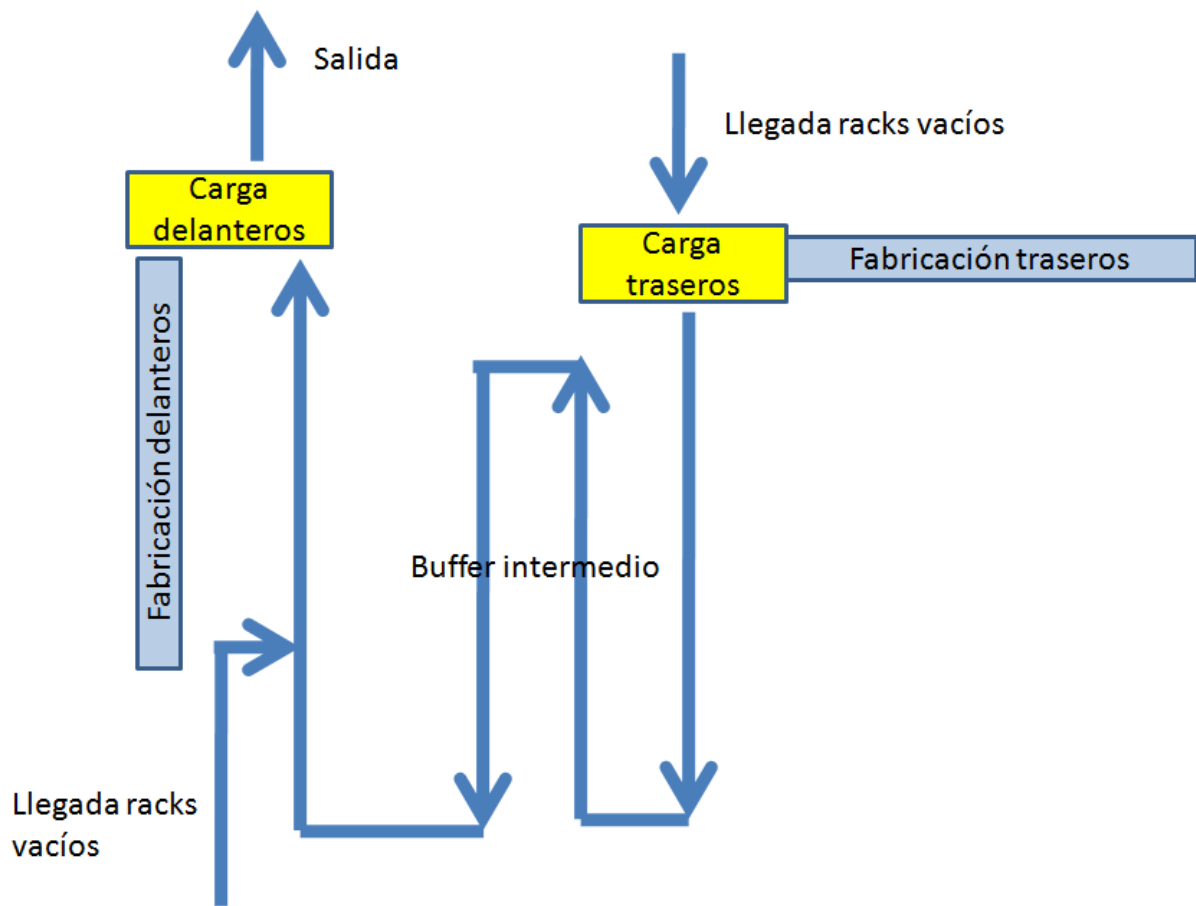 Salida
Llegada racks vacíos
Carga
delanteros
Carga
traseros
Fabricación traseros
Fabricación delanteros
Buffer intermedio
Llegada racks
vacíos